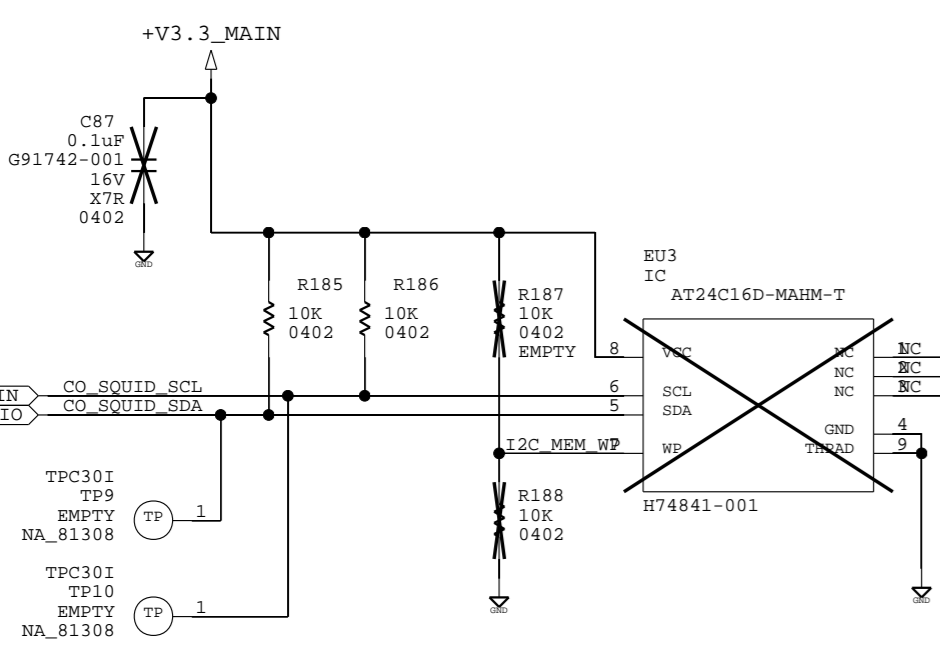 +V3.3_MAIN
C87
0.1uF
G91742-001
16V
X7R
0402
GND
R185
10K
0402
R186
10K
0402
R187
10K
0402
EMPTY
EU3
IC
AT24C16D-MAHM-T
8
VCC
NC
1
NC
NC
2
NC
6
SCL
NC
3
NC
5
SDA
GND
4
I2C_MEM_WP
7
WP
THPAD
9
H74841-001
IN
CO_SQUID_SCL
IO
CO_SQUID_SDA
TPC30I
TP9
EMPTY
NA_81308
TP
1
R188
10K
0402
GND
GND
TPC30I
TP10
EMPTY
NA_81308
TP
1